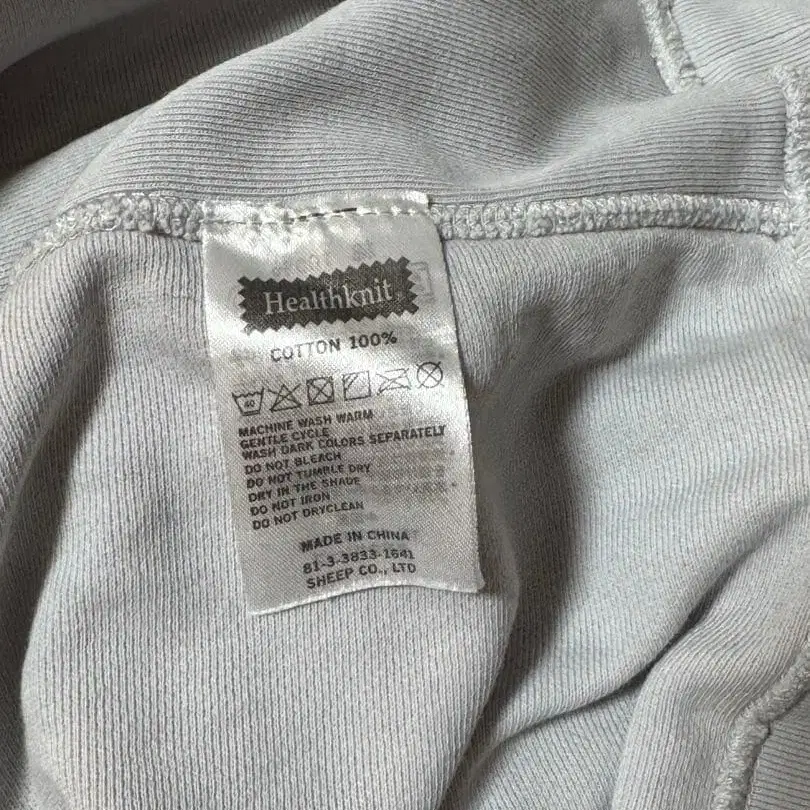 Healthknit
COTTON 100%
40
MACHINE WASH WARM
GENTLE CYCLE
WASH DARK COLORS SEPARATELY
DO NOT BLEACH
DO NOT TUMBLE DRY
DRY IN THE SHADE
DO NOT IRON
DO NOT DRYCLEAN
MADE IN CHINA
81-3-3833-1641
SHEEP CO., LTD